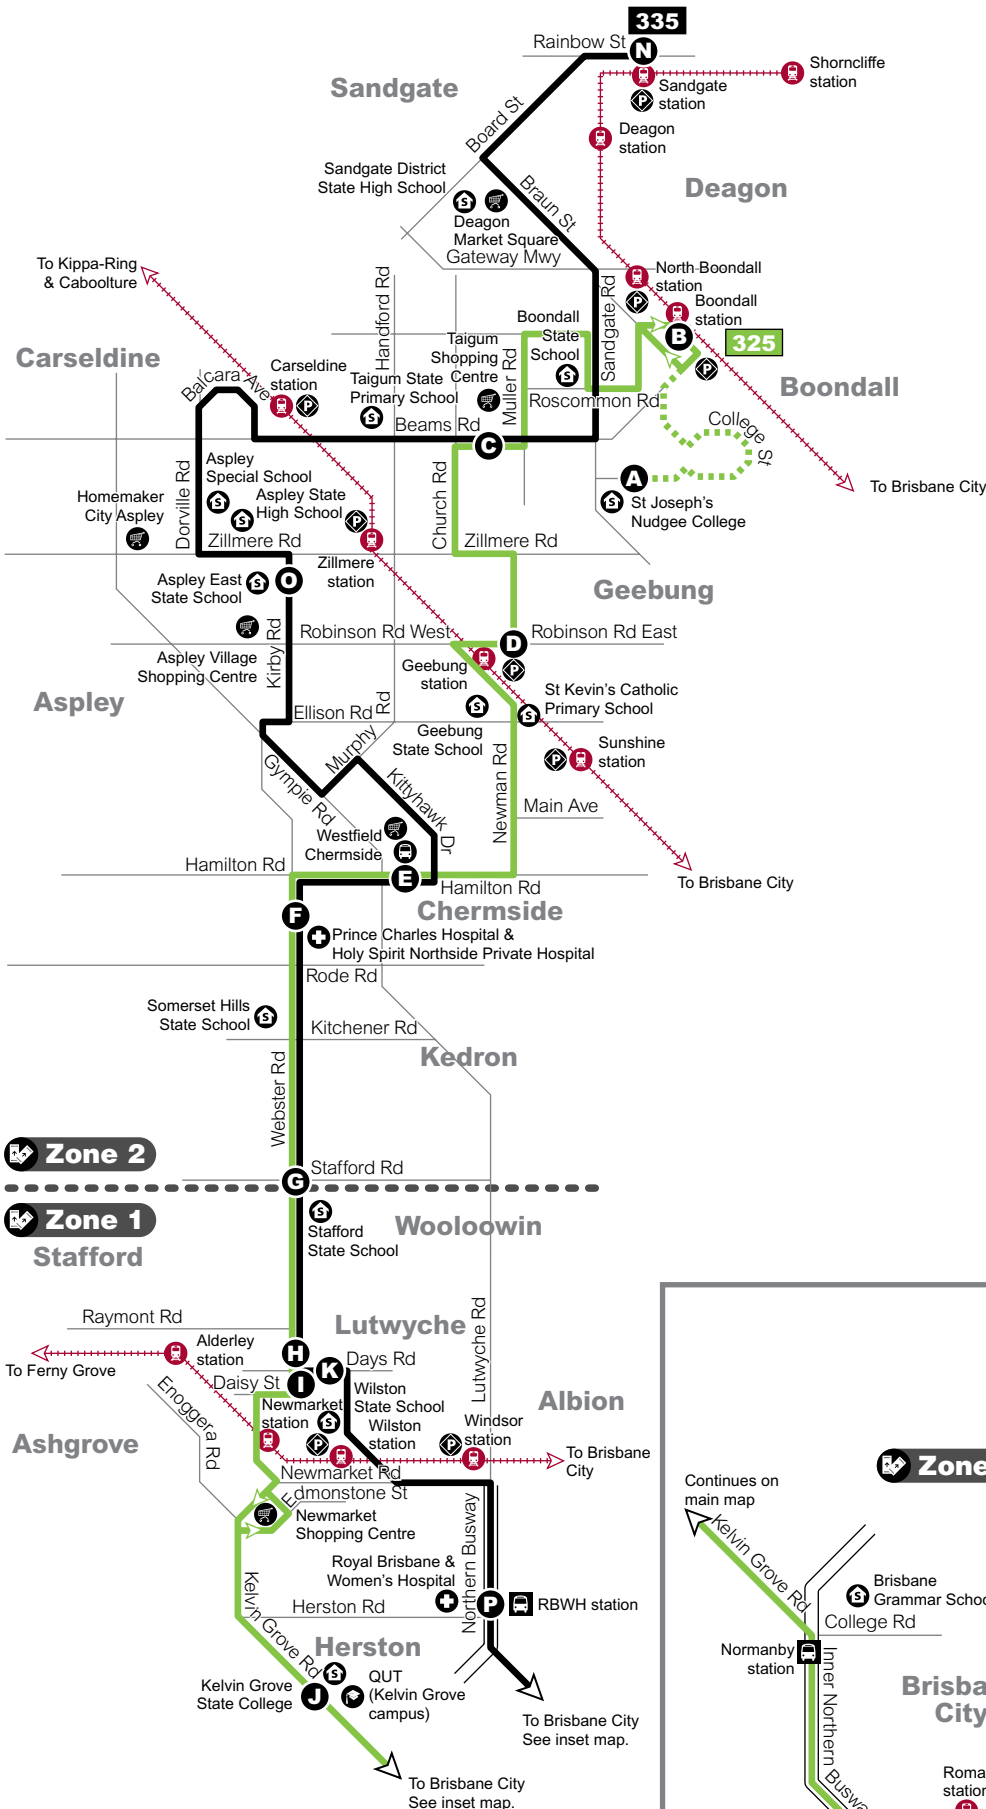 335
Rainbow St
N
Sandgate
Shorncliffe
station
Sandgate
station
P
Board St
Deagon
station
Sandgate District
State High School
Deagon
Braun St
S
Deagon
Market Square
Gateway Mwy
To Kippa-Ring
& Caboolture
North Boondall
station
P
Handford Rd
Sandgate Rd
Boondall
station
Boondall
State
School
S
B
325
P
Carseldine
Taigum
Shopping
Centre
Muller Rd
Carseldine
station
P
Balcara Ave
Taigum State
Primary School
S
Boondall
Roscommon Rd
Beams Rd
C
College St
Dorville Rd
Aspley
Special School
S
Church Rd
A
To Brisbane City
Homemaker
City Aspley
Aspley State
High School
S
P
S
St Joseph's
Nudgee College
Zillmere Rd
Zillmere Rd
Zillmere
station
Aspley East
State School
S
O
Geebung
Robinson Rd West
D
Robinson Rd East
Kirby Rd
Aspley Village
Shopping Centre
Geebung
station
P
Aspley
St Kevin's Catholic
Primary School
S
S
Ellison Rd
Murphy Rd
Geebung
State School
Sunshine
station
P
Gympie Rd
Kittyhawk Dr
Newman Rd
Main Ave
Westfield
Chermside
Hamilton Rd
E
Hamilton Rd
To Brisbane City
Chermside
F
Prince Charles Hospital &
Holy Spirit Northside Private Hospital
Rode Rd
Somerset Hills
State School
S
Kitchener Rd
Kedron
Webster Rd
Zone 2
Stafford Rd
G
Zone 1
S
Stafford
State School
Wooloowin
Stafford
Raymont Rd
Lutwyche
Lutwyche Rd
Alderley
station
H
To Ferny Grove
K
Days Rd
Daisy St
I
Enoggera Rd
Wilston
State School
S
Newmarket
station
Albion
Ashgrove
P
Wilston
station
P
Windsor
station
To Brisbane
City
Newmarket Rd
Edmonstone St
Newmarket
Shopping Centre
Northern Busway
Royal Brisbane &
Women's Hospital
Kelvin Grove Rd
Herston Rd
P
RBWH station
Herston
Kelvin Grove
State College
S
J
QUT
(Kelvin Grove
campus)
To Brisbane City
See inset map.
To Brisbane City
See inset map.
Zone
Continues on
main map
Kelvin Grove Rd
S
Brisbane
Grammar Schoo
College Rd
Normanby
station
Inner Northern Busway
Brisba
City
Roma
station